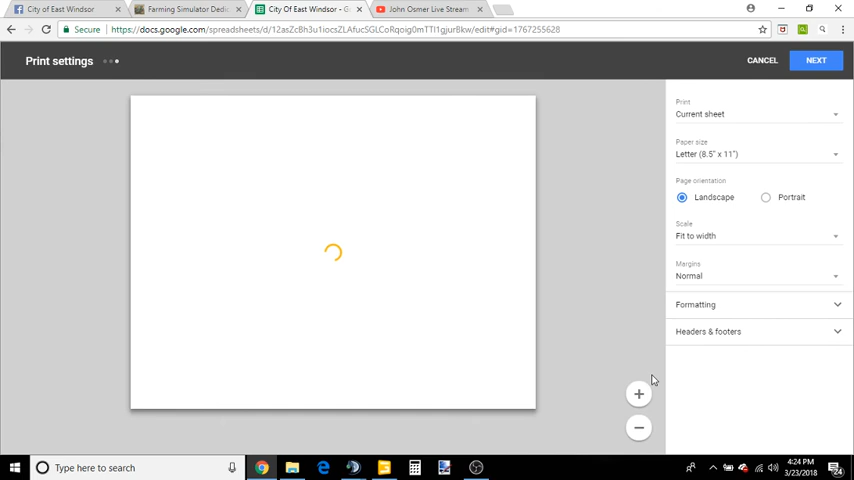 City of East Windsor
Farming Simulator Dedic
City Of East Windsor - G
John Osmer Live Stream
Secure
https://docs.google.com/spreadsheets/d/12asZcBh3u1iocsZLAfucSGLCoRqoig0mTTl1gjur8kw/edit#gid=1767255628
Print settings
CANCEL
NEXT
Print
Current sheet
Paper size
Letter (8.5" x 11")
Page orientation
Landscape
Portrait
Scale
Fit to width
Margins
Normal
Formatting
Headers & footers
Type here to search
4:24 PM
3/23/2018
24